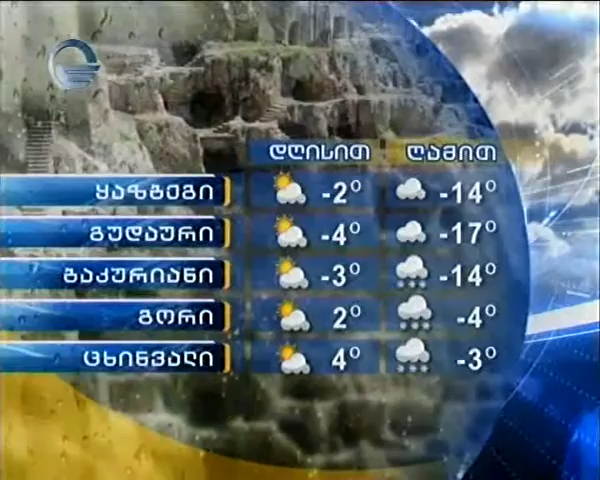 დღისით ღამით
ყაზბეგი -2° -14°
გუდაური -4° -17°
ბაკურიანი -3° -14°
გორი 2° -4°
ცხინვალი 4° -3°